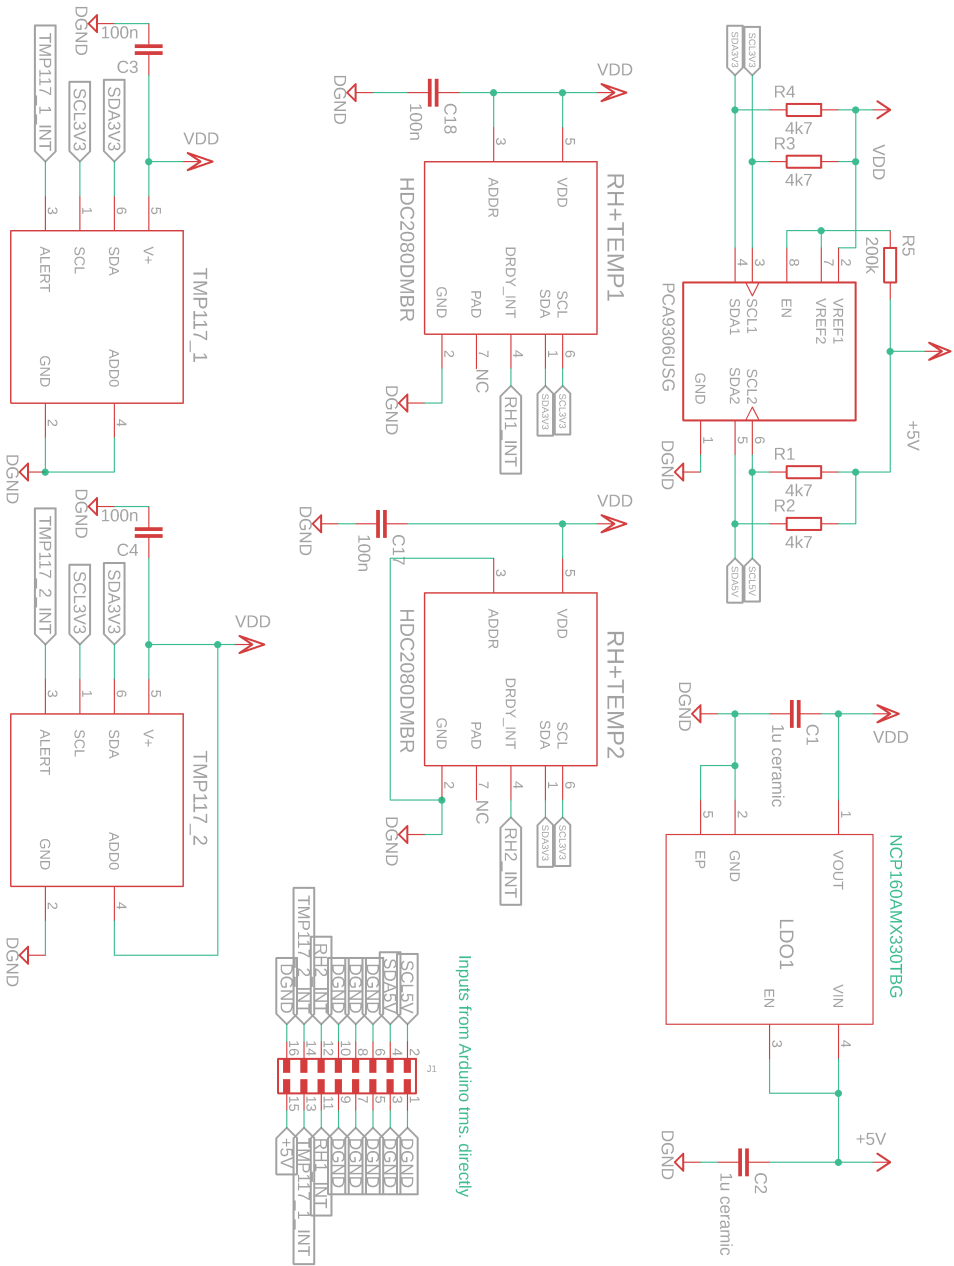 DGND
100n
C3
TMP117_1_INT
SCL3V3
SDA3V3
VDD
3
1
6
5
ALERT
SCL
SDA
V+
TMP117_1
GND
ADD0
2
4
DGND
DGND
100n
C4
TMP117_2_INT
SCL3V3
SDA3V3
VDD
3
1
6
5
ALERT
SCL
SDA
V+
TMP117_2
GND
ADD0
2
4
DGND
DGND
C18
100n
VDD
3
5
ADDR
VDD
RH+TEMP1
HDC2080DMBR
DRDY_INT
GND
PAD
SDA
SCL
2
7
4
1
6
NC
DGND
RH1_INT
SDA3V3
SCL3V3
DGND
C17
100n
VDD
3
5
ADDR
VDD
RH+TEMP2
HDC2080DMBR
DRDY_INT
GND
PAD
SDA
SCL
2
7
4
1
6
NC
DGND
RH2_INT
SDA3V3
SCL3V3
SDA3V3
SCL3V3
R4
4k7
R3
4k7
VDD
R5
200k
4
3
8
7
2
SDA1
SCL1
EN
VREF2
VREF1
PCA9306USG
GND
SDA2
SCL2
1
5
6
DGND
+5V
R1
4k7
R2
4k7
SDA5V
SCL5V
DGND
C1
1u ceramic
VDD
5
2
1
EP
GND
VOUT
NCP160AMX330TBG
LDO1
EN
VIN
3
4
+5V
DGND
C2
1u ceramic
Inputs from Arduino tms. directly
DGND
TMP117_2_INT
RH2_INT
DGND
DGND
DGND
SDA5V
SCL5V
16
14
12
10
8
6
4
2
J1
15
13
11
9
7
5
3
1
+5V
TMP117_1_INT
RH1_INT
DGND
DGND
DGND
DGND
DGND